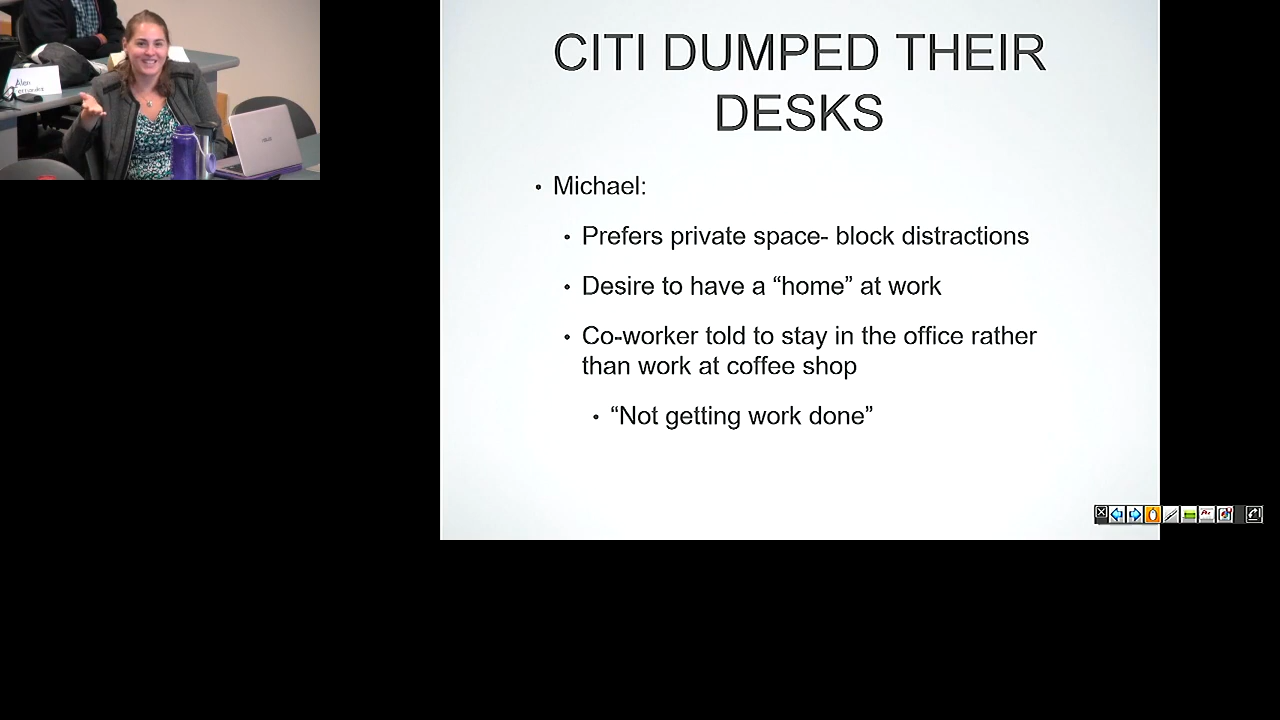 Alen
CITI DUMPED THEIR
DESKS
• Michael:
• Prefers private space- block distractions
• Desire to have a “home” at work
• Co-worker told to stay in the office rather
than work at coffee shop
• “Not getting work done”